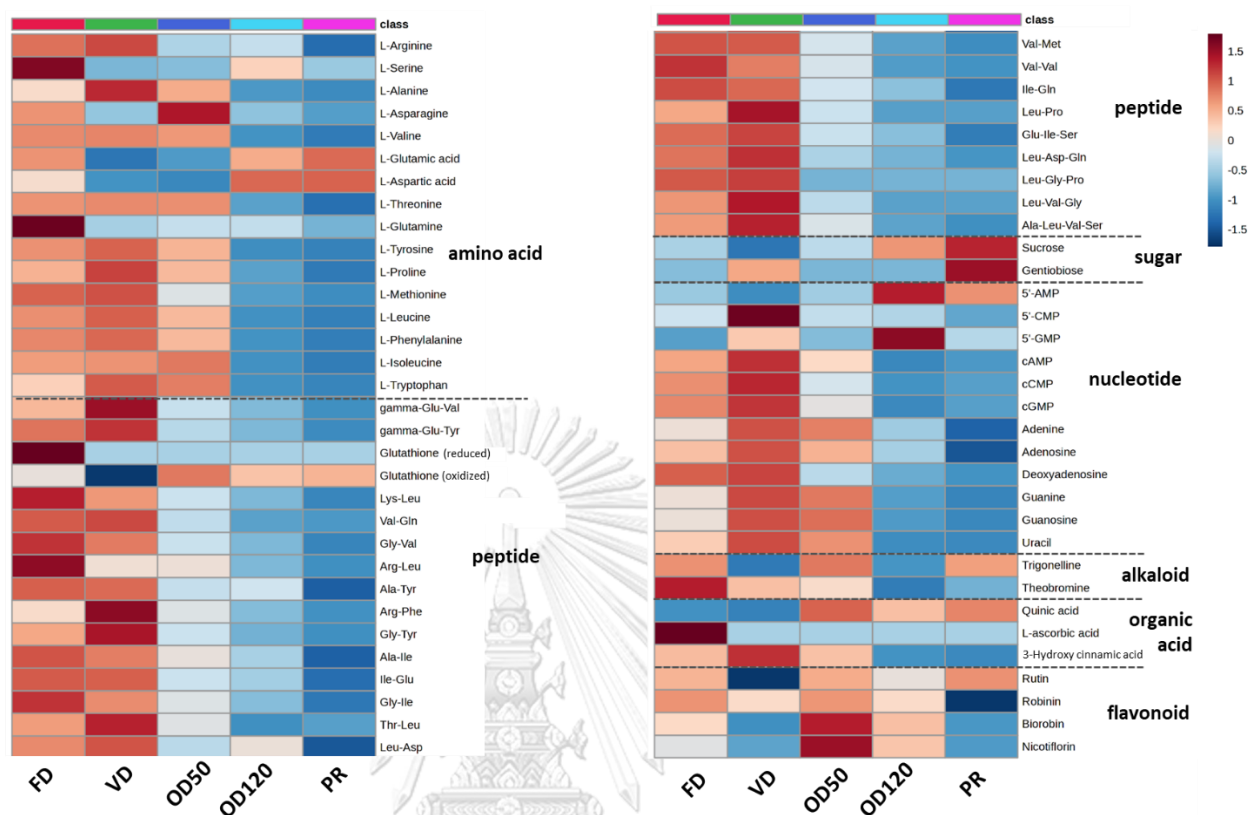 class
L-Arginine
L-Serine
L-Alanine
L-Asparagine
L-Valine
L-Glutamic acid
L-Aspartic acid
L-Threonine
L-Glutamine
L-Tyrosine
L-Proline
L-Methionine
L-Leucine
L-Phenylalanine
L-Isoleucine
L-Tryptophan
amino acid
gamma-Glu-Val
gamma-Glu-Tyr
Glutathione (reduced)
Glutathione (oxidized)
Lys-Leu
Val-Gln
Gly-Val
Arg-Leu
Ala-Tyr
Arg-Phe
Gly-Tyr
Ala-Ile
Ile-Glu
Gly-Ile
Thr-Leu
Leu-Asp
peptide
FD VD OD50 OD120 PR
class
Val-Met
Val-Val
Ile-Gln
Leu-Pro
Glu-Ile-Ser
Leu-Asp-Gln
Leu-Gly-Pro
Leu-Val-Gly
Ala-Leu-Val-Ser
peptide
Sucrose
Gentiobiose
sugar
5'-AMP
5'-CMP
5'-GMP
cAMP
cCMP
cGMP
Adenine
Adenosine
Deoxyadenosine
Guanine
Guanosine
Uracil
nucleotide
Trigonelline
Theobromine
alkaloid
Quinic acid
L-ascorbic acid
3-Hydroxy cinnamic acid
organic
acid
Rutin
Robinin
Biorobin
Nicotiflorin
flavonoid
FD VD OD50 OD120 PR
1.5
1
0.5
0
-0.5
-1
-1.5